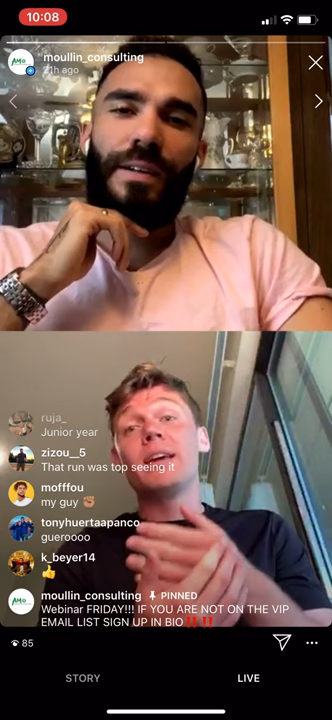 10:08
moullin_consulting
21h ago
ruja_
Junior year
zizou__5
That run was top seeing it
mofffou
my guy ✊🏽
tonyhuertaapanco
gueroooo
k_beyer14
👍
moullin_consulting PINNED
Webinar FRIDAY!!! IF YOU ARE NOT ON THE VIP
EMAIL LIST SIGN UP IN BIO‼️‼️
85
STORY LIVE